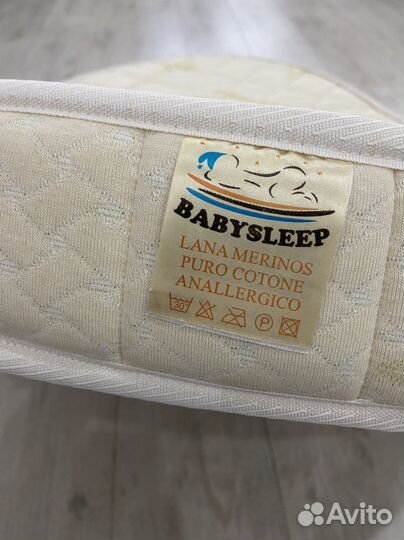 BABYSLEEP
LANA MERINOS
PURO COTONE
ANALLERGICO
30° P
Avito